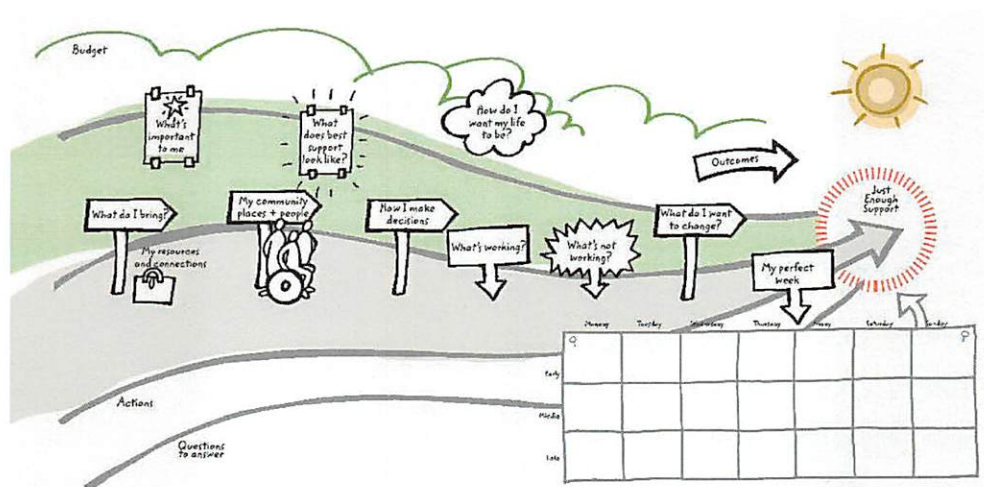 Budget
What's
important
to me
What
does best
support
look like?
How do I
want my life
to be?
Outcomes
Just
Enough
Support
What do I bring?
My community
places + people
How I make
decisions
What do I want
to change?
What's working?
What's not
working?
My resources
and connections
My perfect
week
Monday Tuesday Wednesday Thursday Friday Saturday Sunday
Early
Late
Actions
Questions
to answer